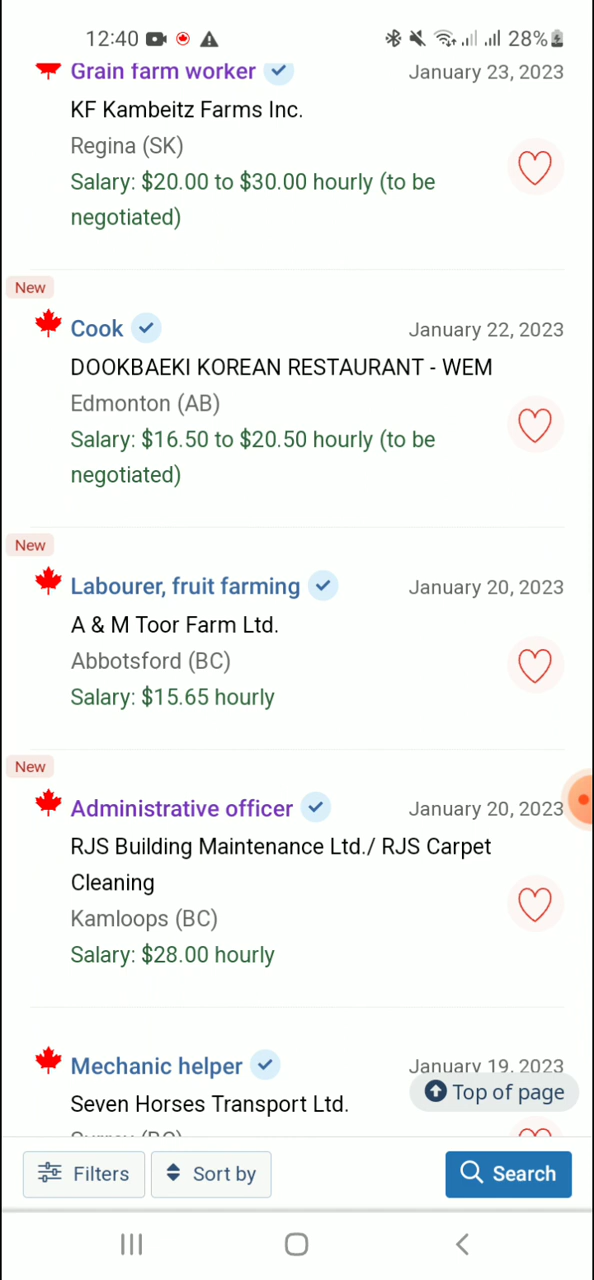 12:40
28%
Grain farm worker
January 23, 2023
KF Kambeitz Farms Inc.
Regina (SK)
Salary: $20.00 to $30.00 hourly (to be
negotiated)
New
Cook
January 22, 2023
DOOKBAEKI KOREAN RESTAURANT - WEM
Edmonton (AB)
Salary: $16.50 to $20.50 hourly (to be
negotiated)
New
Labourer, fruit farming
January 20, 2023
A & M Toor Farm Ltd.
Abbotsford (BC)
Salary: $15.65 hourly
New
Administrative officer
January 20, 2023
RJS Building Maintenance Ltd./ RJS Carpet
Cleaning
Kamloops (BC)
Salary: $28.00 hourly
Mechanic helper
January 19, 2023
Top of page
Seven Horses Transport Ltd.
Surrey (BC)
Filters
Sort by
Search